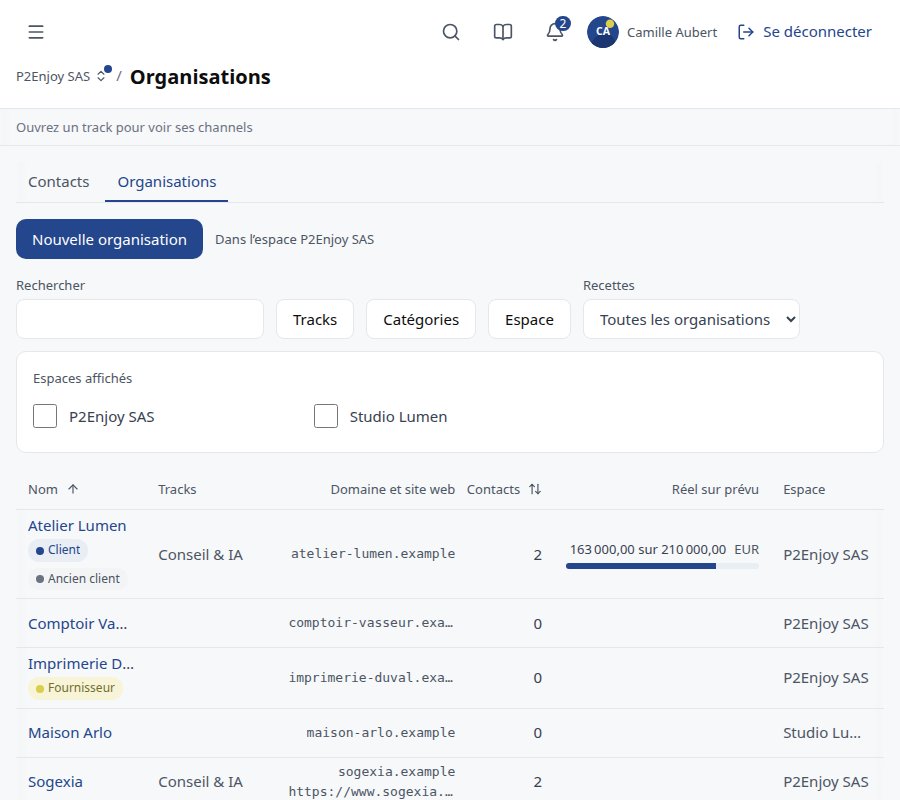 2
CA
Camille Aubert
Se déconnecter
P2Enjoy SAS / Organisations
Ouvrez un track pour voir ses channels
Contacts
Organisations
Nouvelle organisation
Dans l'espace P2Enjoy SAS
Rechercher
Recettes
Tracks
Catégories
Espace
Toutes les organisations
Espaces affichés
P2Enjoy SAS
Studio Lumen
Nom Tracks Domaine et site web Contacts Réel sur prévu Espace
Atelier Lumen
Client
Ancien client
Conseil & IA
atelier-lumen.example
2
163 000,00 sur 210 000,00 EUR
P2Enjoy SAS
Comptoir Va… comptoir-vasseur.exa… 0 P2Enjoy SAS
Imprimerie D…
Fournisseur
imprimerie-duval.exa…
0
P2Enjoy SAS
Maison Arlo maison-arlo.example 0 Studio Lu…
Sogexia
Conseil & IA
sogexia.example
https://www.sogexia.…
2
P2Enjoy SAS